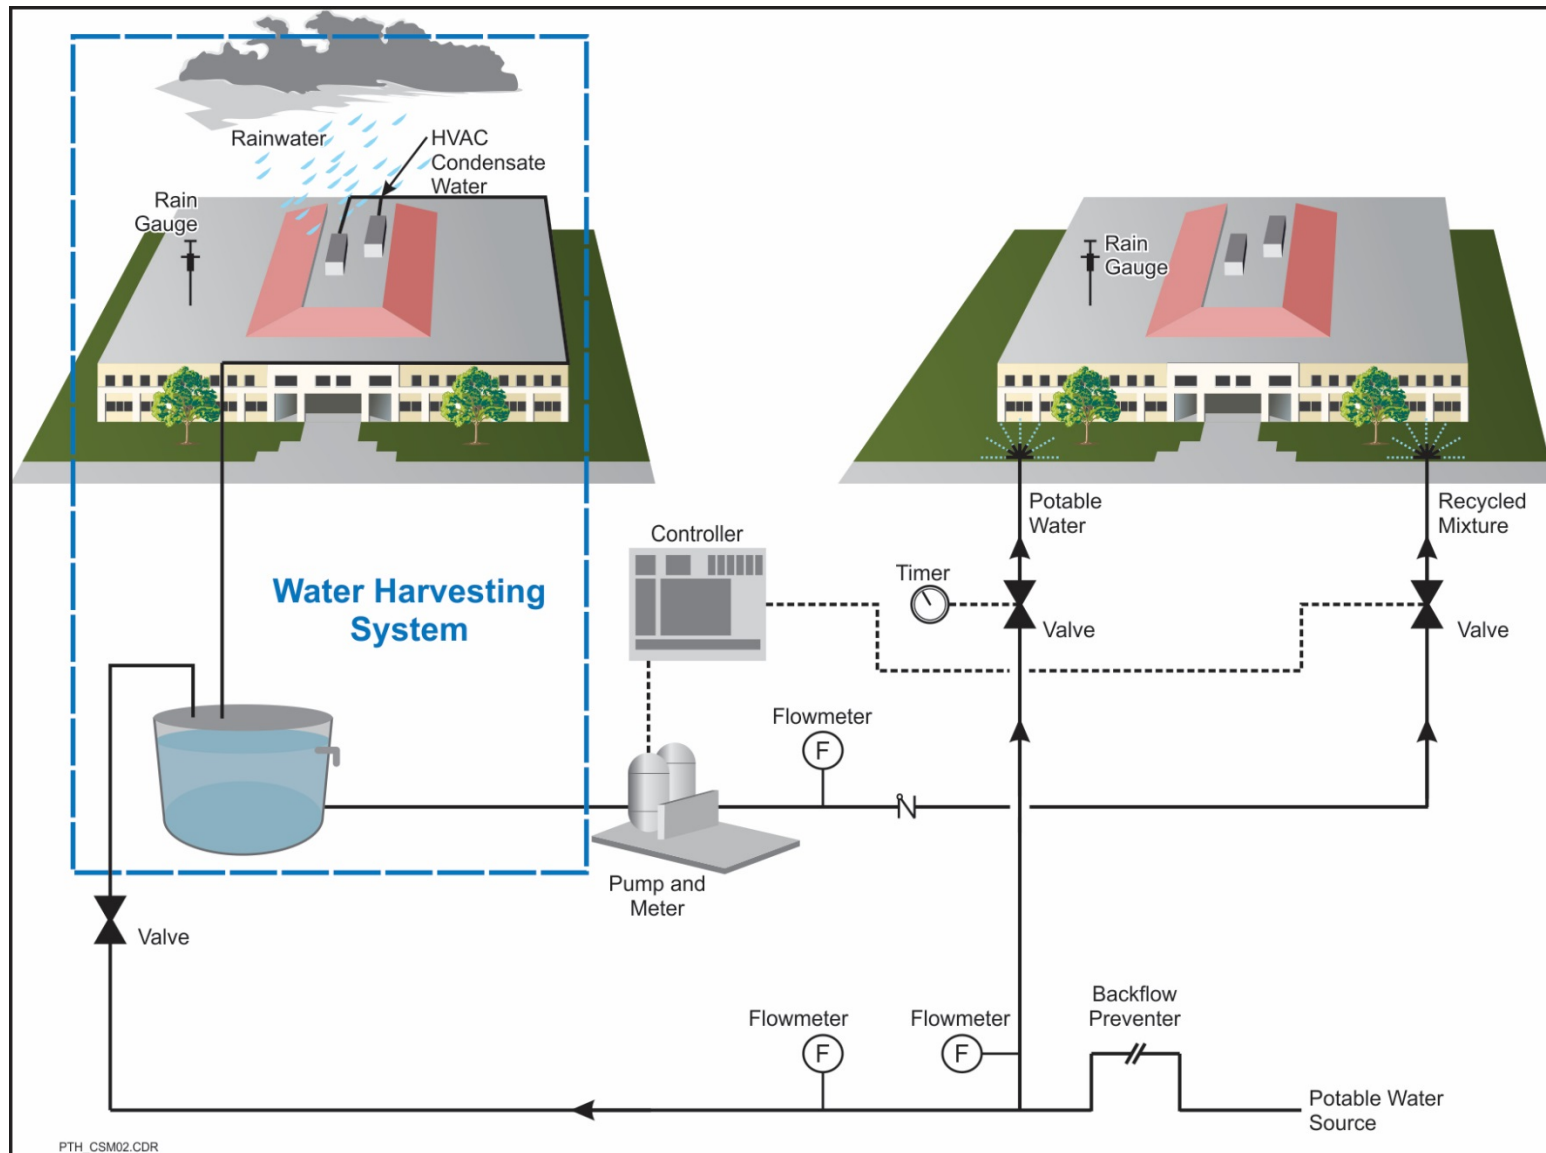 Rainwater
HVAC
Condensate
Water
Rain
Gauge
Rain
Gauge
Potable
Water
Recycled
Mixture
Controller
Timer
Valve
Valve
Water Harvesting
System
Flowmeter
F
Pump and
Meter
Valve
Flowmeter
F
Flowmeter
F
Backflow
Preventer
Potable Water
Source
PTH_CSM02.CDR